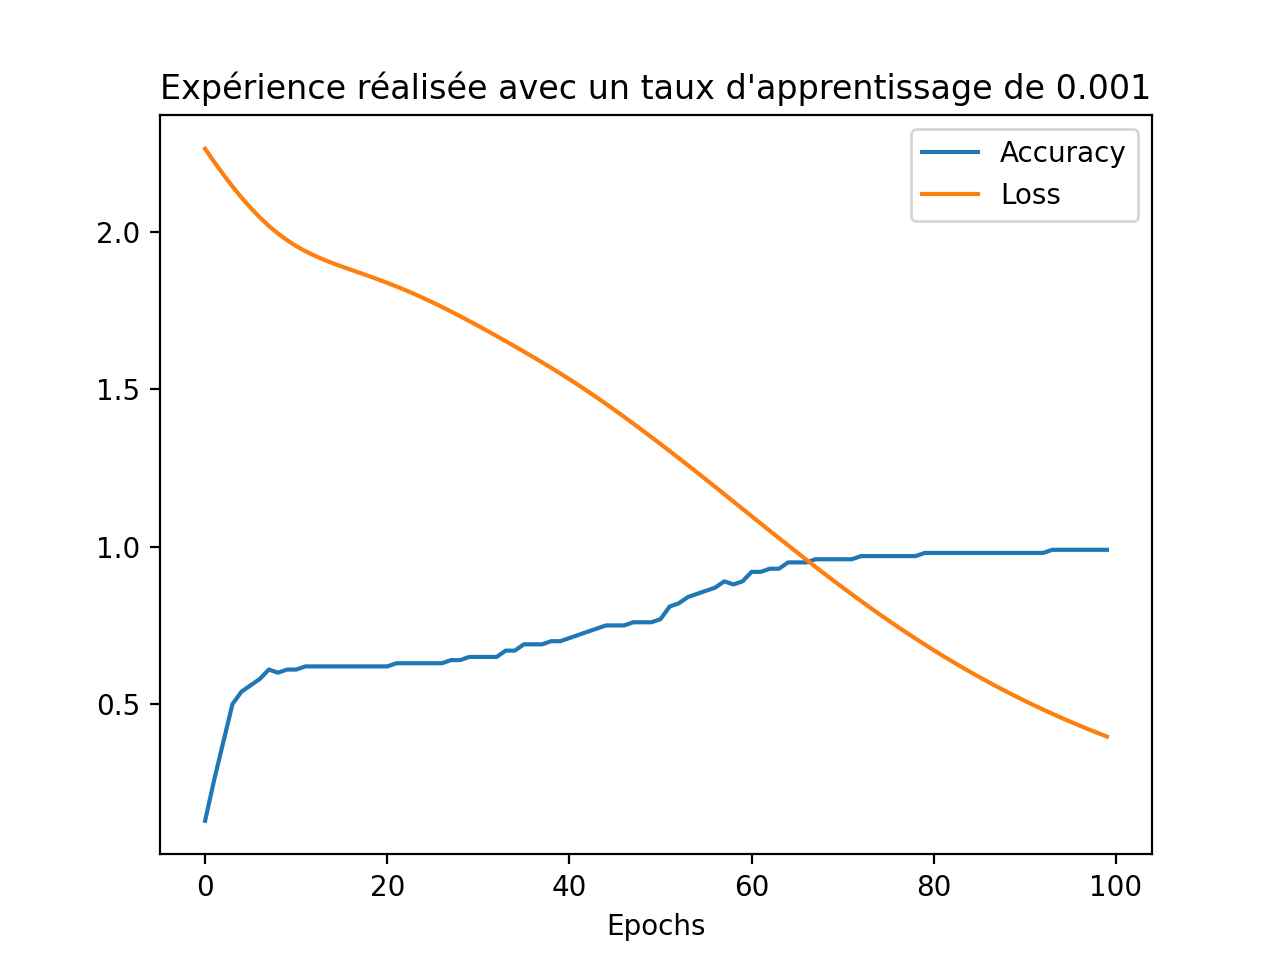 Expérience réalisée avec un taux d'apprentissage de 0.001
Accuracy
Loss
2.0
1.5
1.0
0.5
0 20 40 60 80 100
Epochs